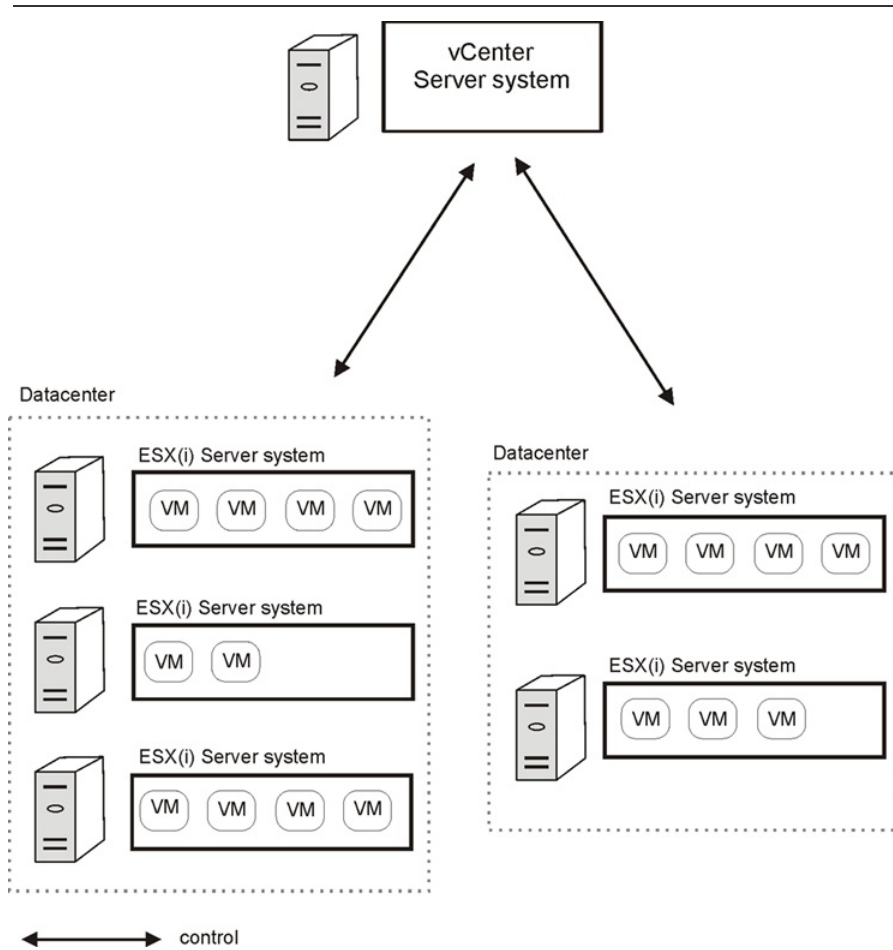 vCenter
Server system
Datacenter
ESX(i) Server system
VM VM VM VM
ESX(i) Server system
VM VM
ESX(i) Server system
VM VM VM VM
Datacenter
ESX(i) Server system
VM VM VM VM
ESX(i) Server system
VM VM VM
control